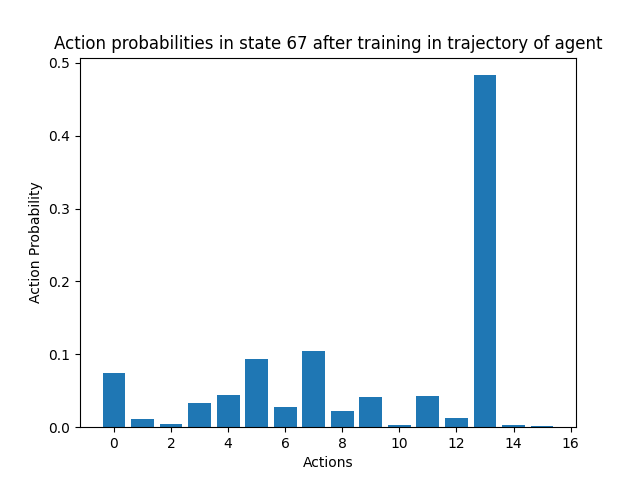 Action probabilities in state 67 after training in trajectory of agent
0.5
0.4
0.3
0.2
0.1
0.0
Action Probability
0 2 4 6 8 10 12 14 16
Actions